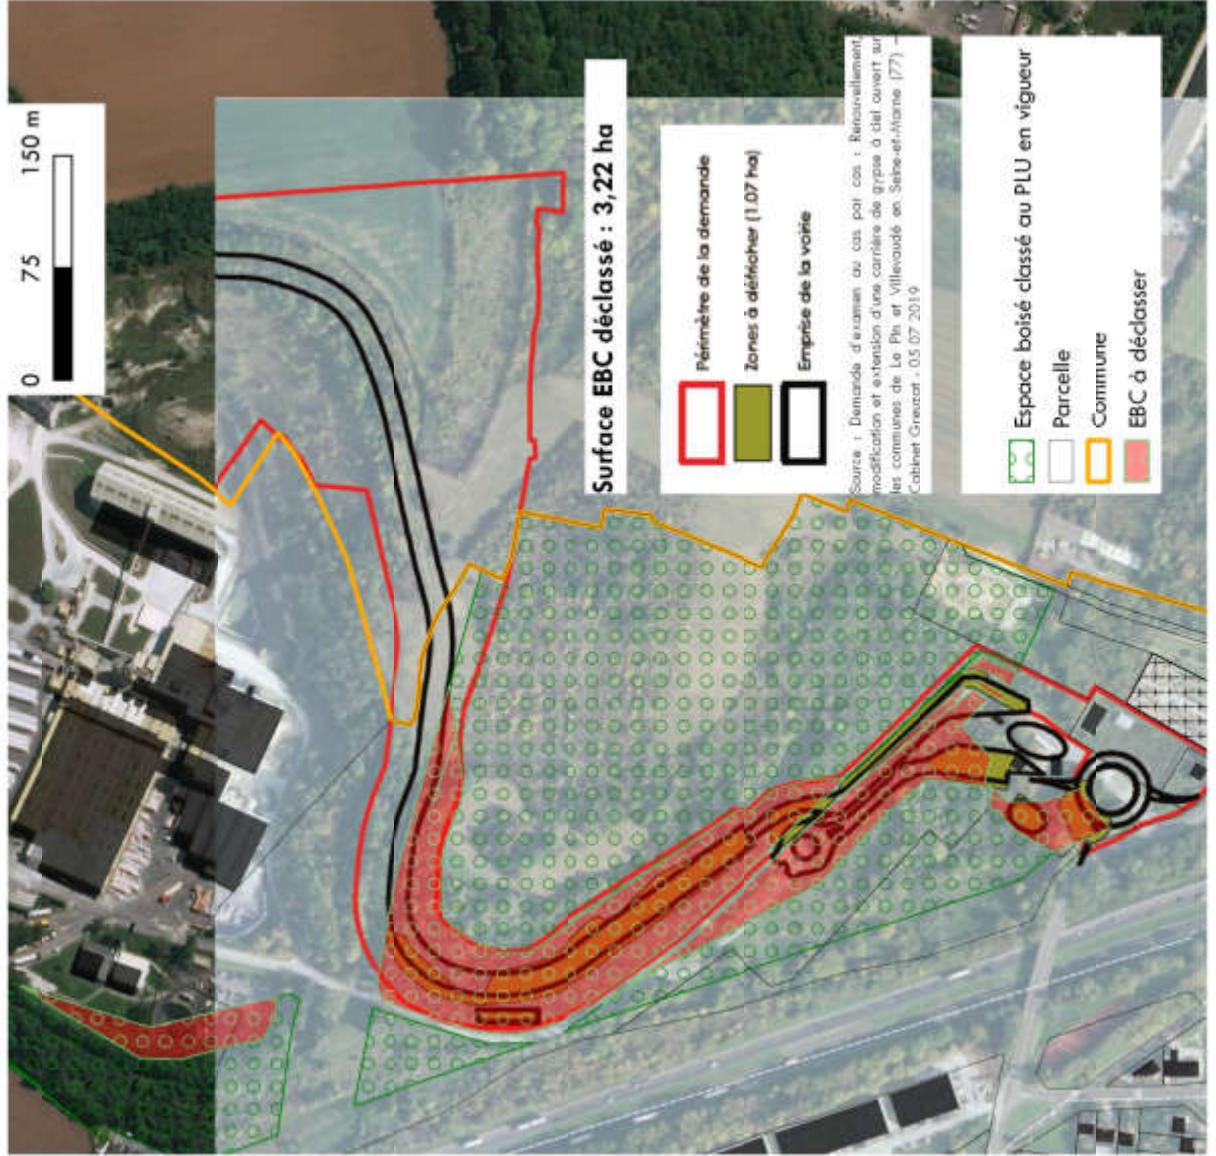 0 75 150 m
Surface EBC déclassé : 3,22 ha
Périmètre de la demande
Zones à défricher (1.07 ha)
Emprise de la voirie
Source : Demande d'examen au cas par cas : Renouvellement,
modification et extension d'une carrière de gypse à ciel ouvert sur
les communes de Le Pin et Villevaudé en Seine-et-Marne (77) –
Cabinet Greuzat - 05 07 2019
Espace boisé classé au PLU en vigueur
Parcelle
Commune
EBC à déclasser